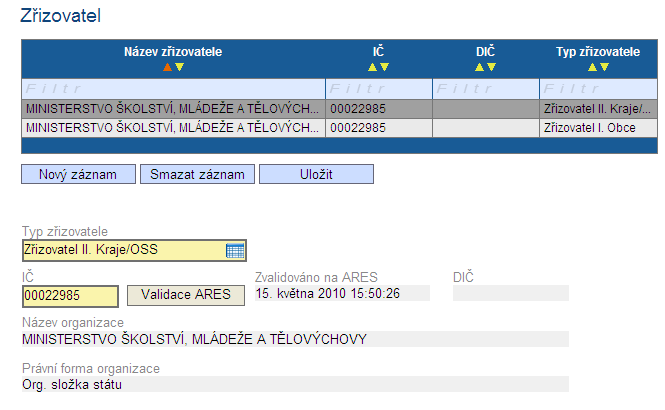 Zřizovatel
Název zřizovatele IČ DIČ Typ zřizovatele
Filtr Filtr Filtr Filtr
MINISTERSTVO ŠKOLSTVÍ, MLÁDEŽE A TĚLOVÝCH... 00022985 Zřizovatel II. Kraje/...
MINISTERSTVO ŠKOLSTVÍ, MLÁDEŽE A TĚLOVÝCH... 00022985 Zřizovatel I. Obce
Nový záznam Smazat záznam Uložit
Typ zřizovatele
Zřizovatel II. Kraje/OSS
IČ Zvalidováno na ARES DIČ
00022985 Validace ARES 15. května 2010 15:50:26
Název organizace
MINISTERSTVO ŠKOLSTVÍ, MLÁDEŽE A TĚLOVÝCHOVY
Právní forma organizace
Org. složka státu